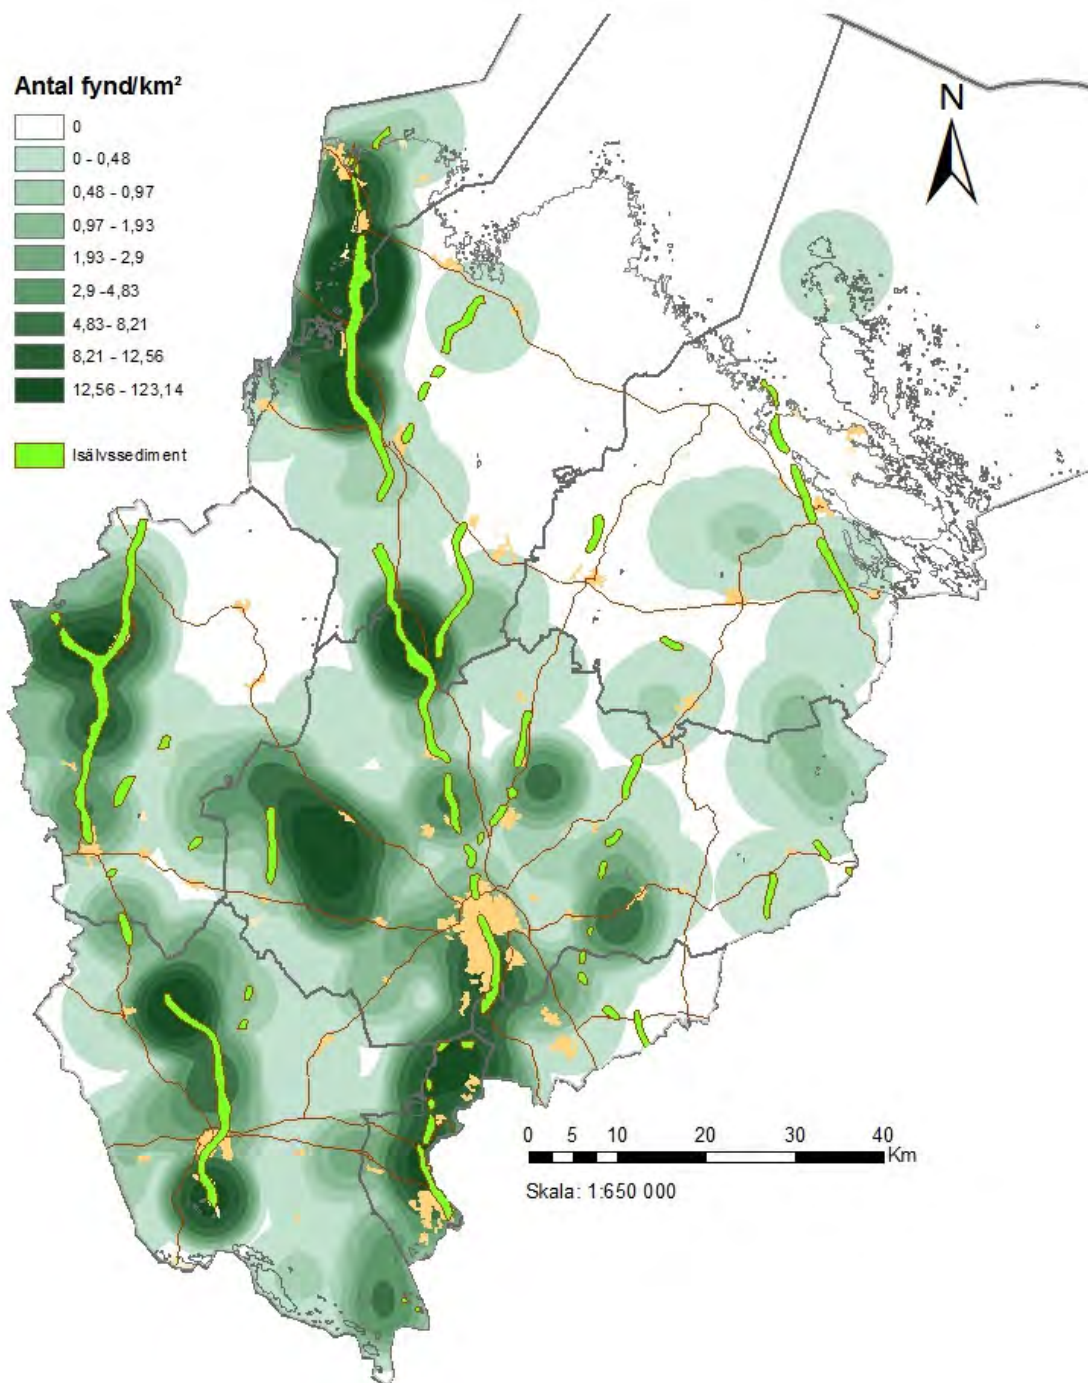 Antal fynd/km²
0
0 - 0,48
0,48 - 0,97
0,97 - 1,93
1,93 - 2,9
2,9 -4,83
4,83- 8,21
8,21 - 12,56
12,56 - 123,14
Isälvssediment
N
0 5 10 20 30 40
Km
Skala: 1:650 000